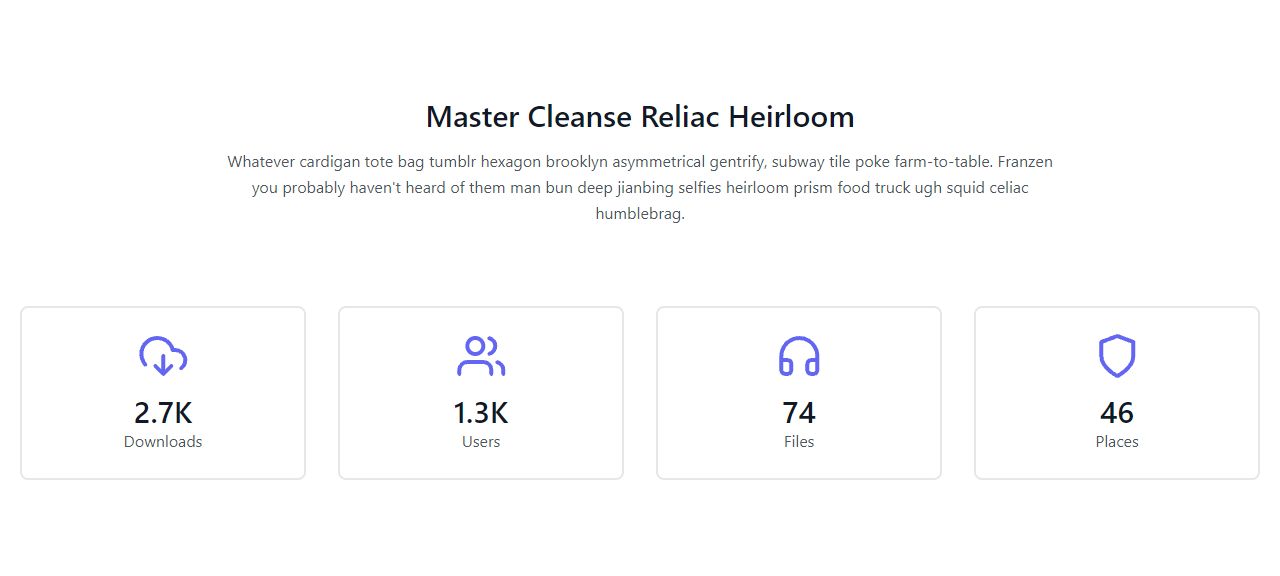 Master Cleanse Reliac Heirloom
Whatever cardigan tote bag tumblr hexagon brooklyn asymmetrical gentrify, subway tile poke farm-to-table. Franzen
you probably haven't heard of them man bun deep jianbing selfies heirloom prism food truck ugh squid celiac
humblebrag.
2.7K
Downloads
1.3K
Users
74
Files
46
Places